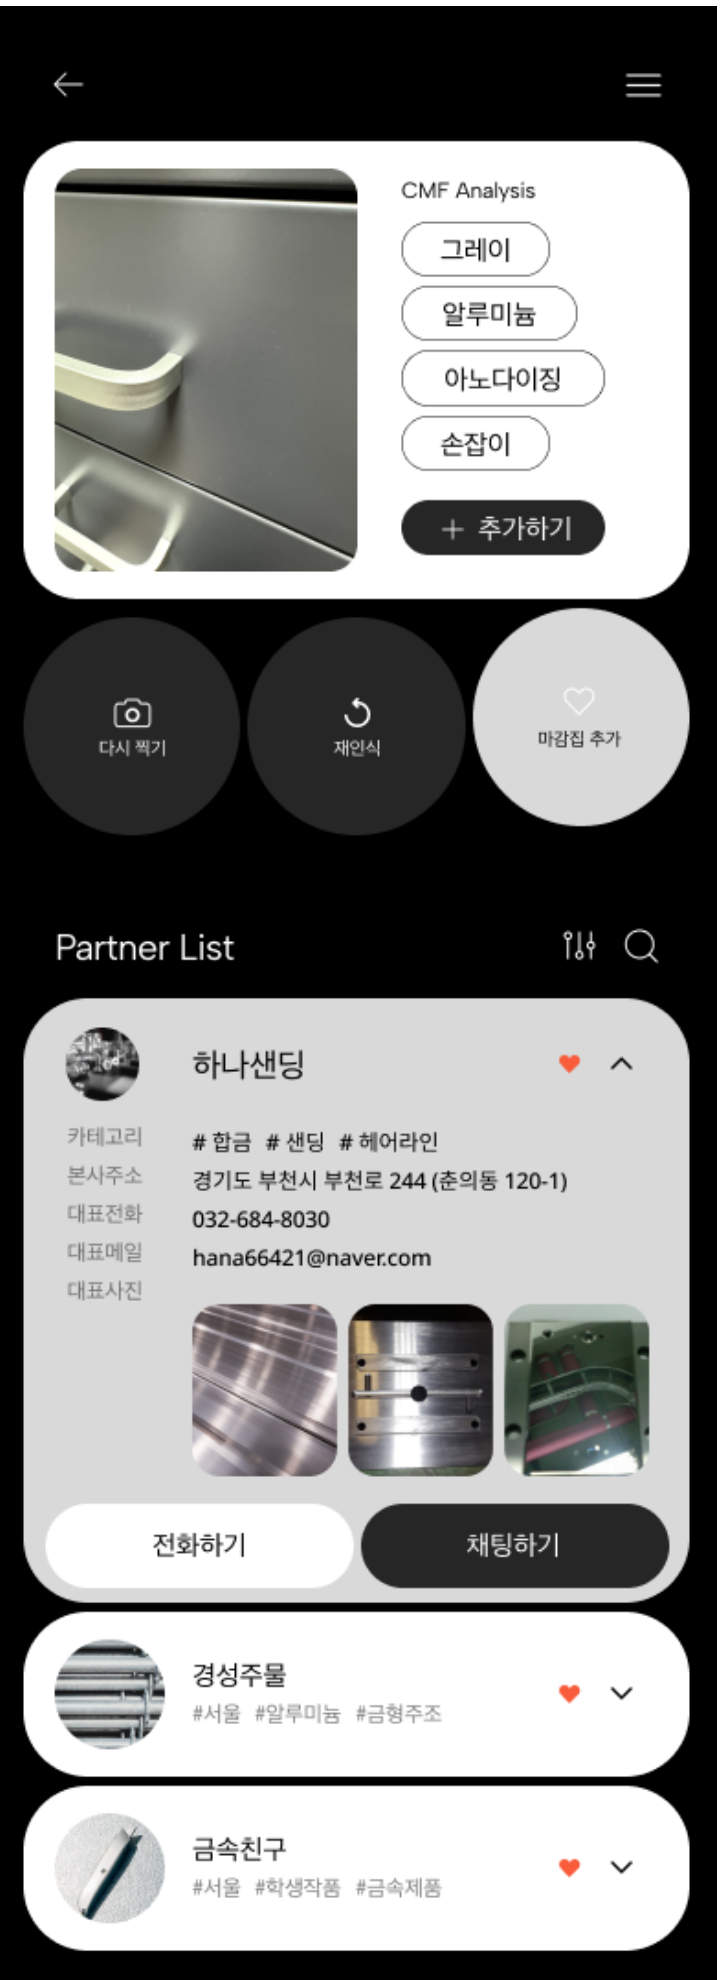 CMF Analysis
그레이
알루미늄
아노다이징
손잡이
+ 추가하기
다시 찍기
재인식
마감집 추가
Partner List
하나샌딩
카테고리 # 합금 # 샌딩 # 헤어라인
본사주소 경기도 부천시 부천로 244 (춘의동 120-1)
대표전화 032-684-8030
대표메일 hana66421@naver.com
대표사진
전화하기 채팅하기
경성주물
#서울 #알루미늄 #금형주조
금속친구
#서울 #학생작품 #금속제품